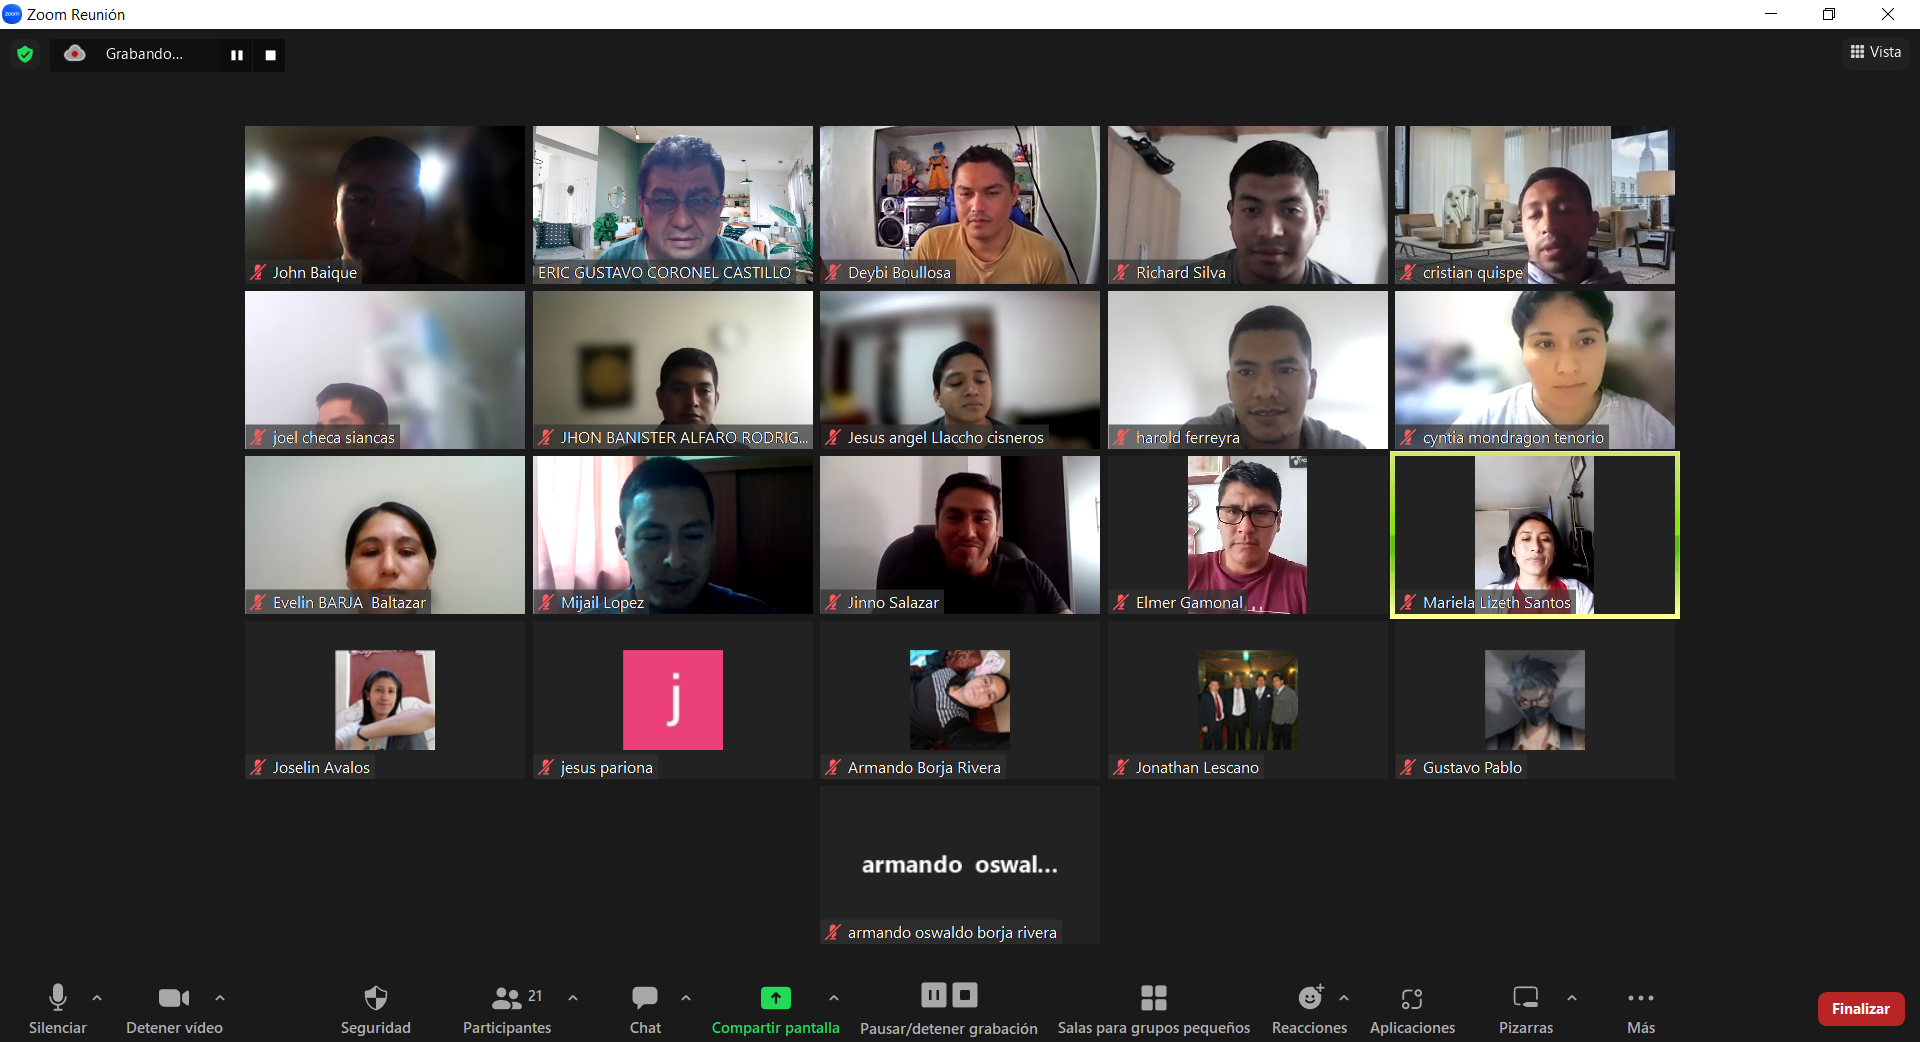 zoom
Zoom Reunión
Grabando...
Vista
John Baique
ERIC GUSTAVO CORONEL CASTILLO
Deybi Boullosa
Richard Silva
cristian quispe
joel checa siancas
JHON BANISTER ALFARO RODRIG...
Jesus angel Llaccho cisneros
harold ferreyra
cyntia mondragon tenorio
Evelin BARJA Baltazar
Mijail Lopez
Jinno Salazar
Elmer Gamonal
Mariela Lizeth Santos
j
Joselin Avalos
jesus pariona
Armando Borja Rivera
Jonathan Lescano
Gustavo Pablo
armando oswal...
armando oswaldo borja rivera
21
Silenciar
Detener vídeo
Seguridad
Participantes
Chat
Compartir pantalla
Pausar/detener grabación
Salas para grupos pequeños
Reacciones
Aplicaciones
Pizarras
Más
Finalizar